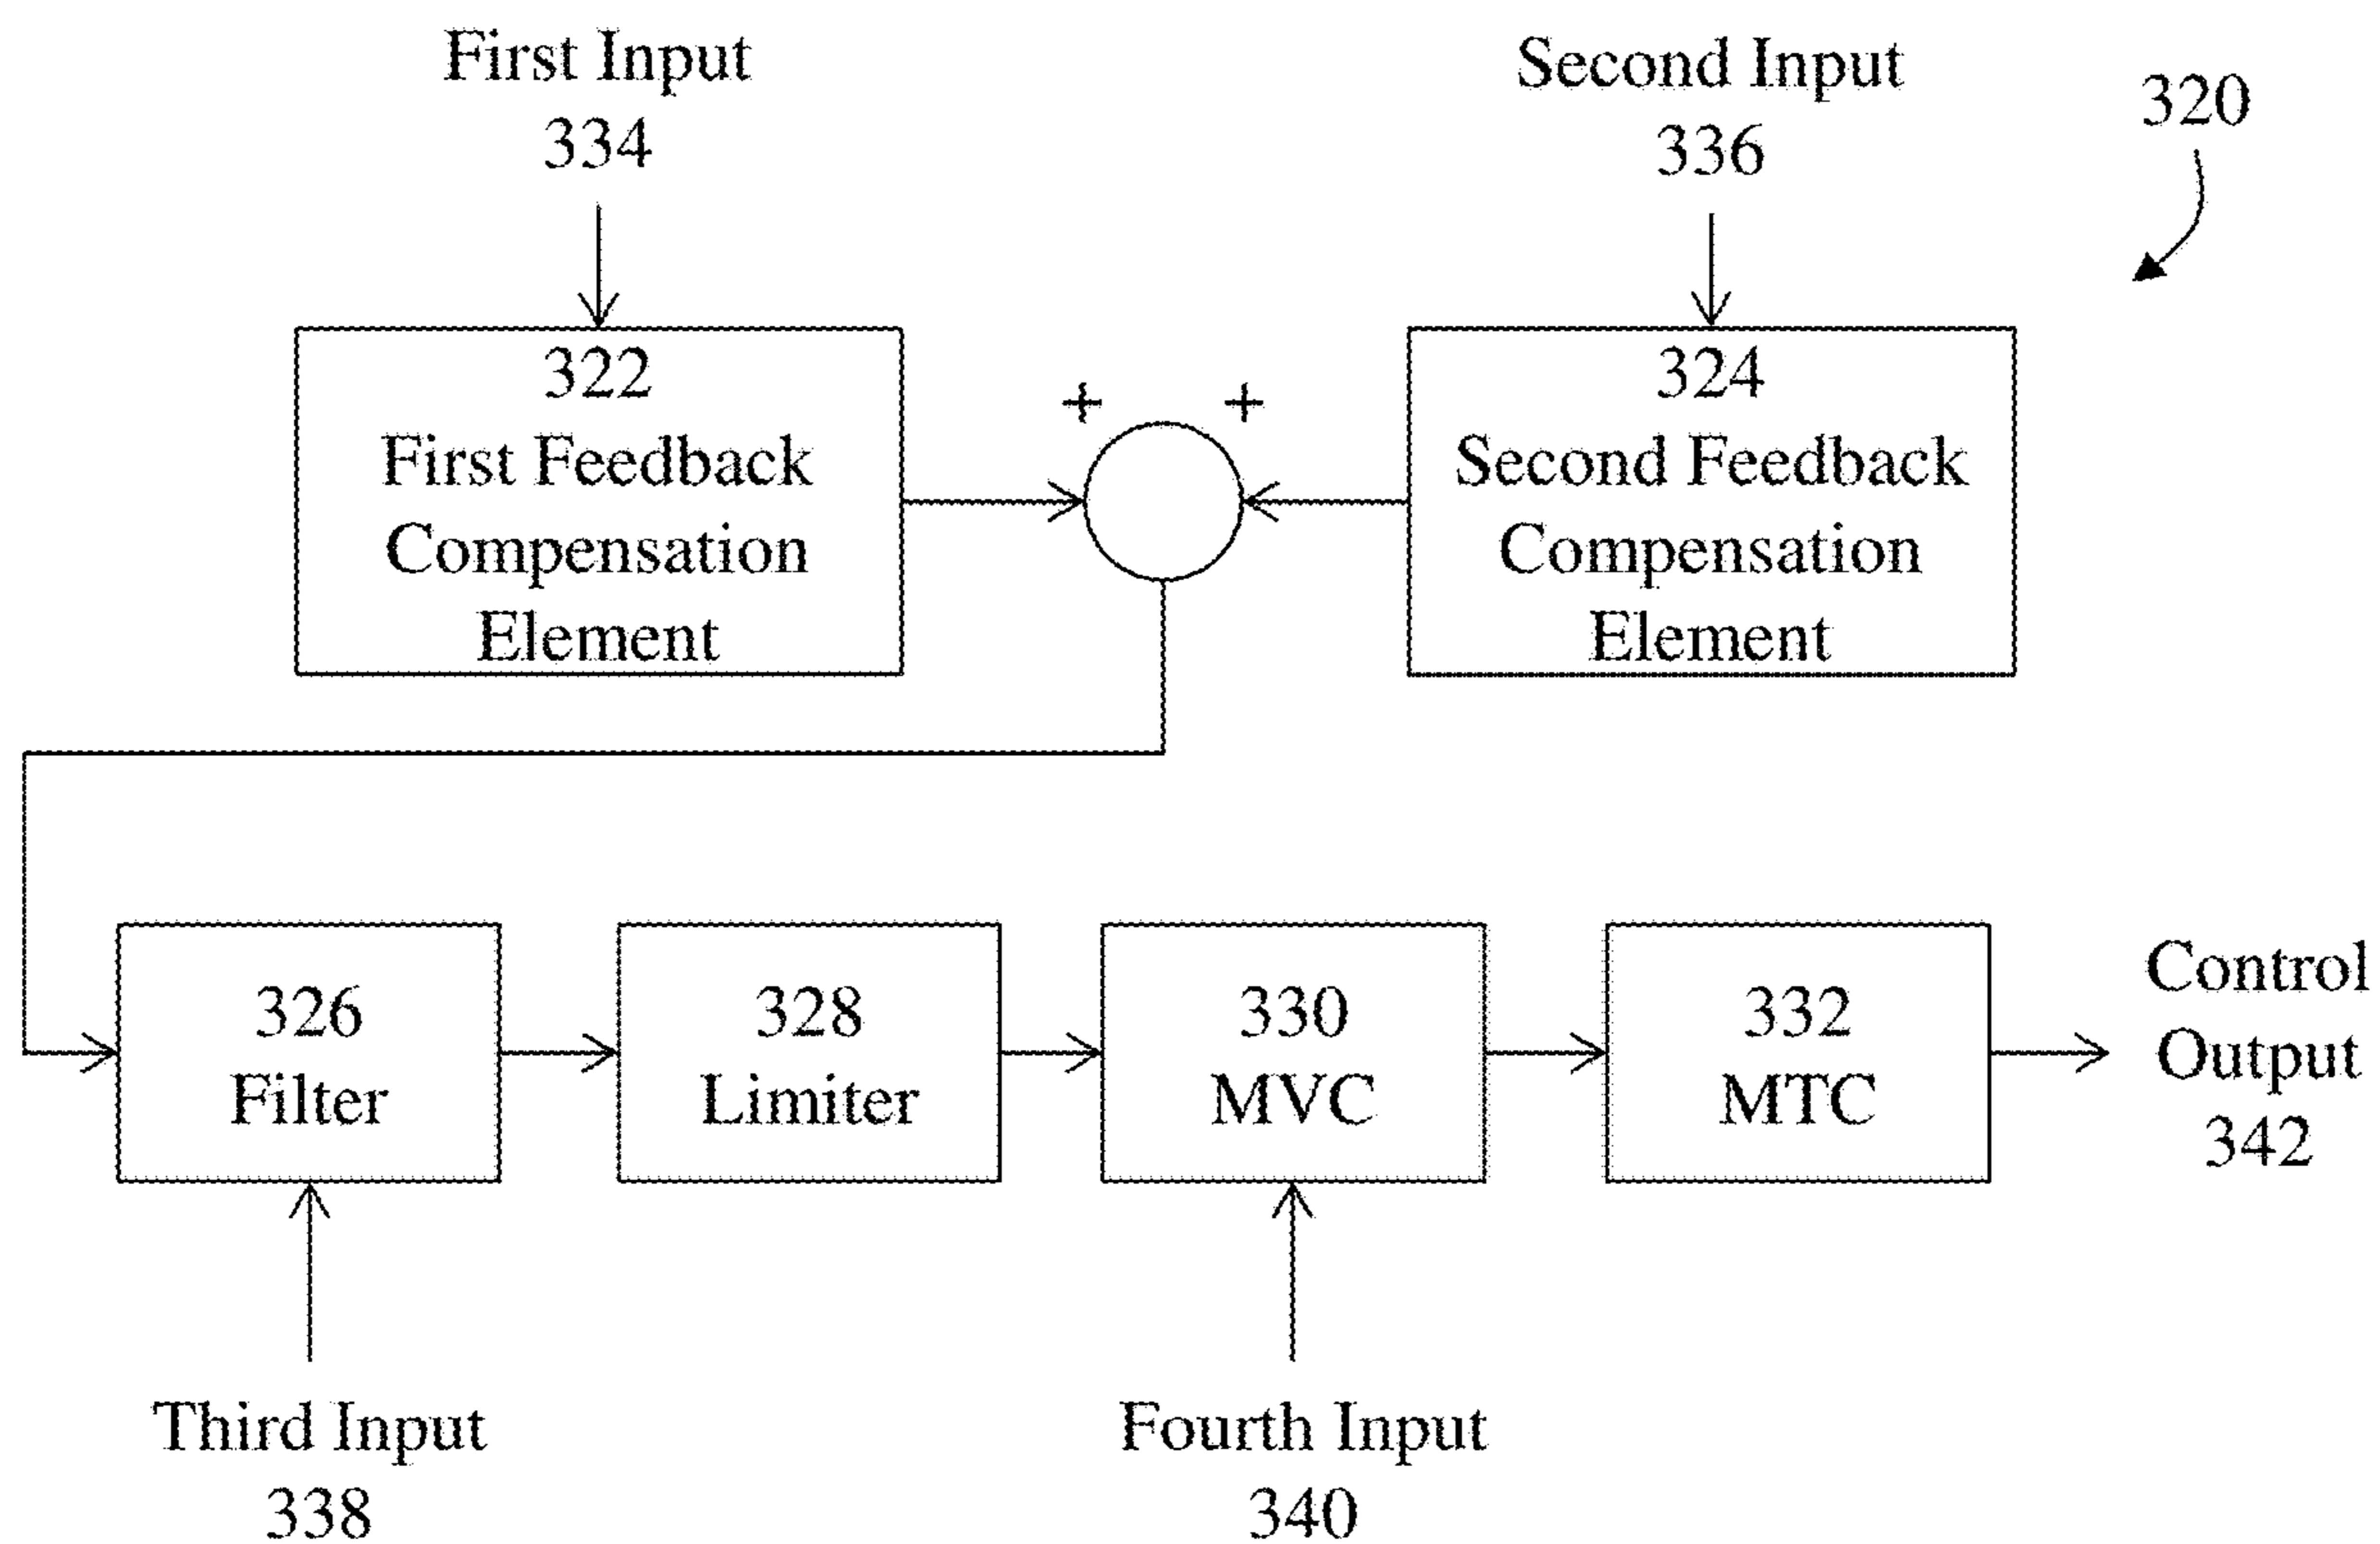 First Input
334
Second Input
336
320
322
First Feedback
Compensation
Element
+
+
324
Second Feedback
Compensation
Element
326
Filter
328
Limiter
330
MVC
332
MTC
Control
Output
342
Third Input
338
Fourth Input
340